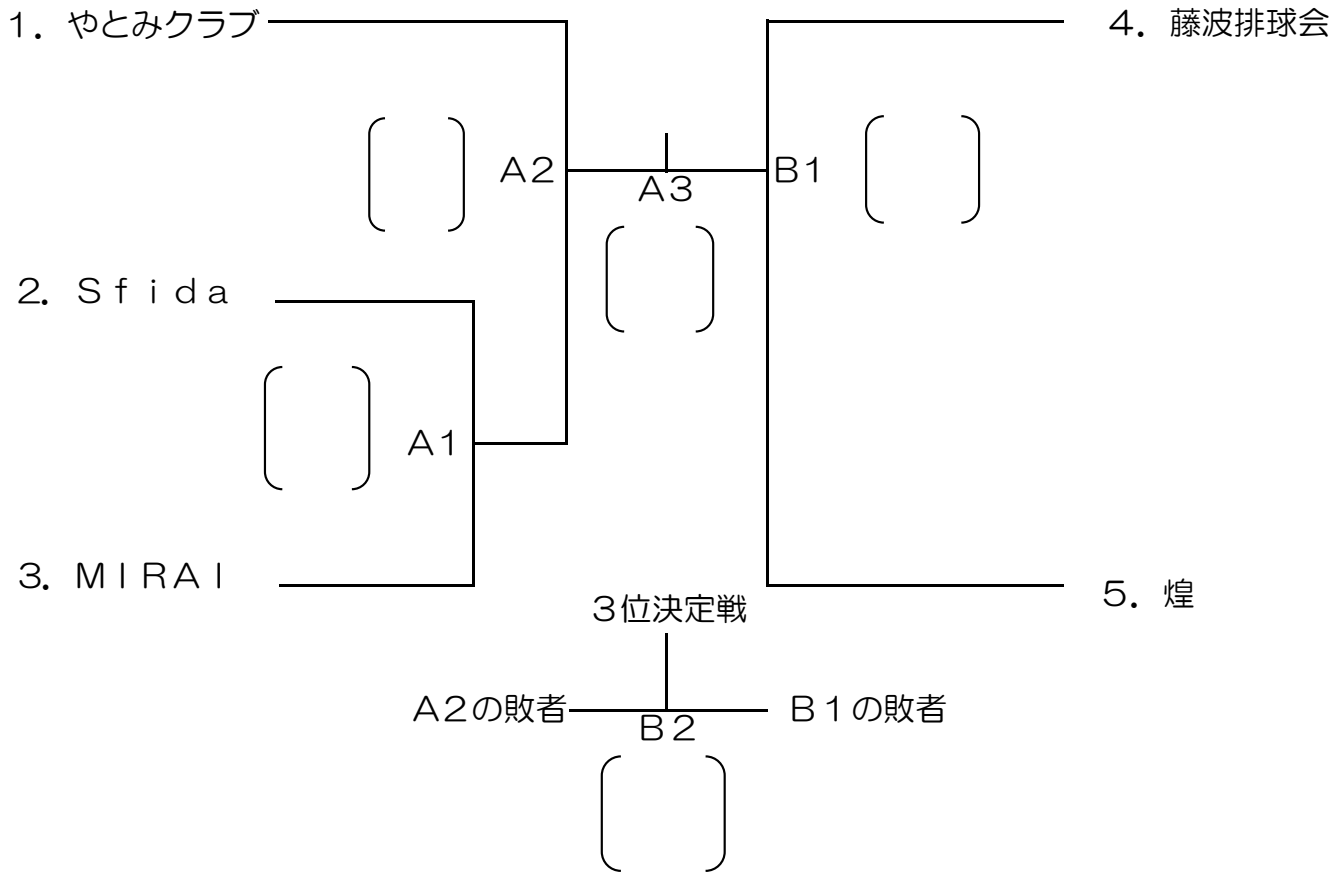 １．やとみクラブ
４．藤波排球会
Ａ２
Ａ３
Ｂ１
２．Ｓｆｉｄａ
Ａ１
３．ＭＩＲＡＩ
５．煌
３位決定戦
Ａ２の敗者
Ｂ２
Ｂ１の敗者